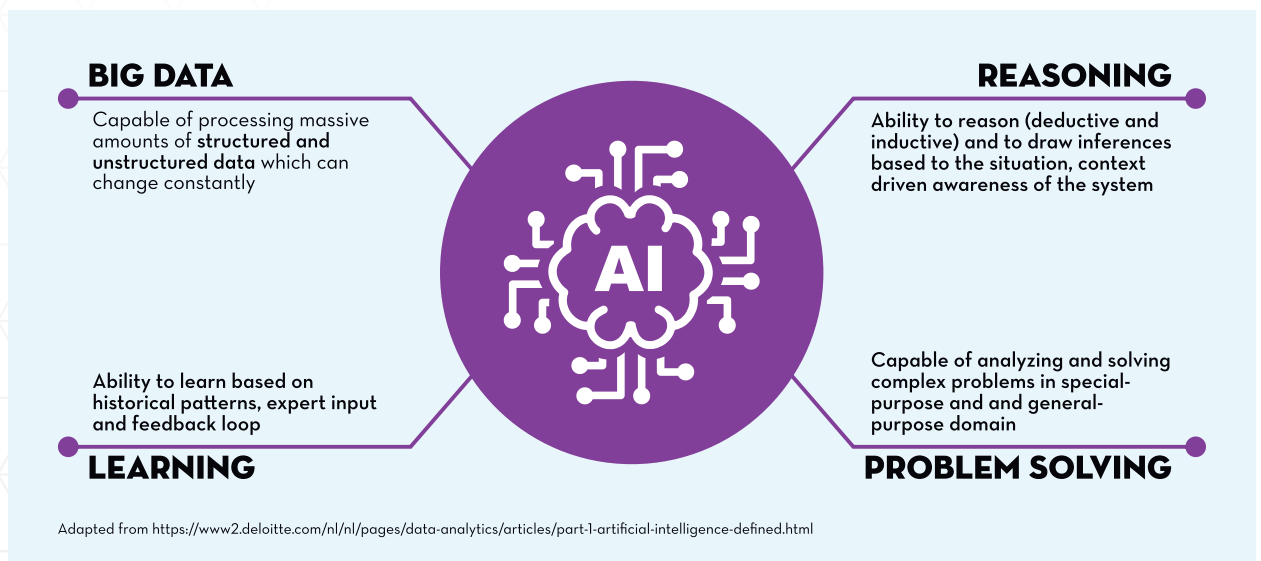 BIG DATA
Capable of processing massive
amounts of structured and
unstructured data which can
change constantly
REASONING
Ability to reason (deductive and
inductive) and to draw inferences
based to the situation, context
driven awareness of the system
AI
Ability to learn based on
historical patterns, expert input
and feedback loop
LEARNING
Capable of analyzing and solving
complex problems in special-
purpose and and general-
purpose domain
PROBLEM SOLVING
Adapted from https://www2.deloitte.com/nl/nl/pages/data-analytics/articles/part-1-artificial-intelligence-defined.html